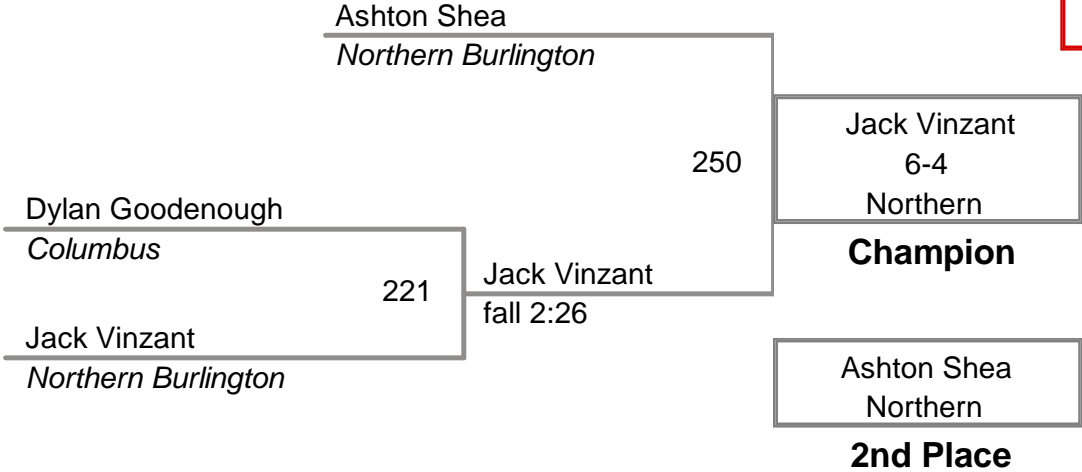 Ashton Shea
Northern Burlington
250
Jack Vinzant
6-4
Northern
Champion
Dylan Goodenough
Columbus
221
Jack Vinzant
fall 2:26
Jack Vinzant
Northern Burlington
Ashton Shea
Northern
2nd Place